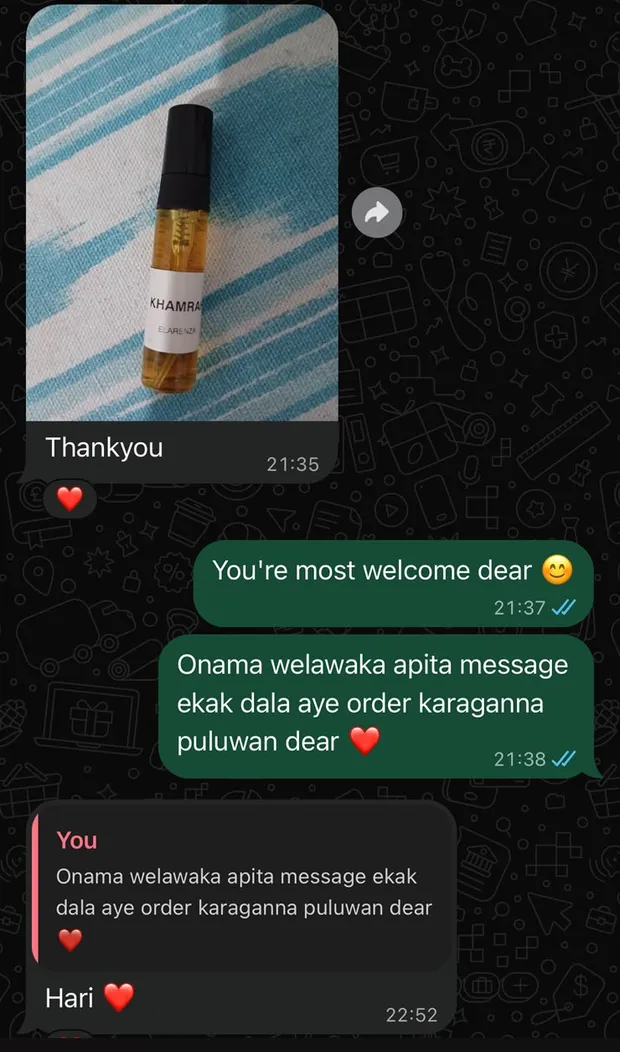 KHAMRA
ELARENZA
Thankyou
21:35
❤️
You're most welcome dear 😊
21:37
Onama welawaka apita message
ekak dala aye order karaganna
puluwan dear ❤️
21:38
You
Onama welawaka apita message ekak
dala aye order karaganna puluwan dear
❤️
Hari ❤️
22:52